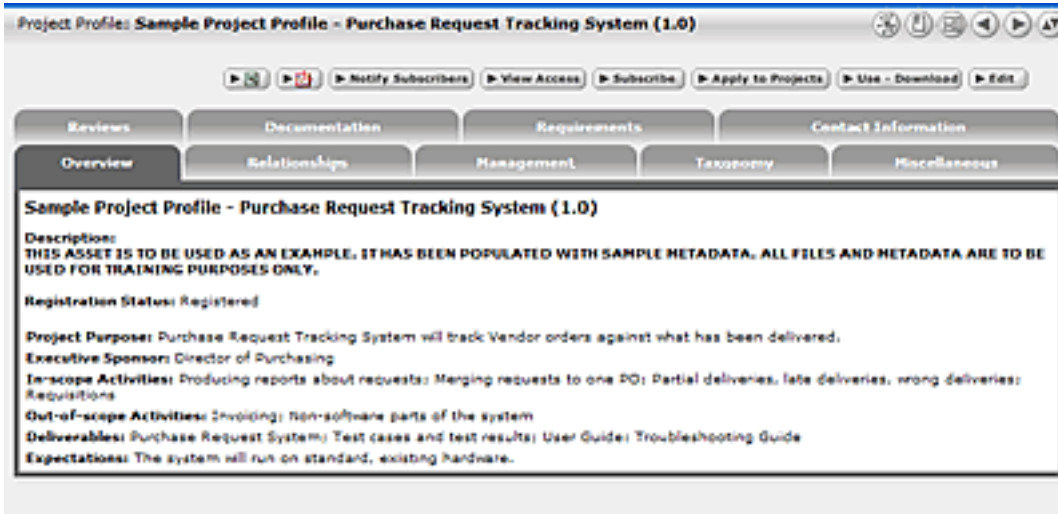 Project Profile: Sample Project Profile - Purchase Request Tracking System (1.0)
Notify Subscribers View Access Subscribe Apply to Projects Use - Download Edit
Reviews Documentation Requirements Contact Information
Overview Relationships Management Taxonomy Miscellaneous
Sample Project Profile - Purchase Request Tracking System (1.0)
Description:
THIS ASSET IS TO BE USED AS AN EXAMPLE. IT HAS BEEN POPULATED WITH SAMPLE METADATA. ALL FILES AND METADATA ARE TO BE
USED FOR TRAINING PURPOSES ONLY.
Registration Status: Registered
Project Purpose: Purchase Request Tracking System will track Vendor orders against what has been delivered.
Executive Sponsor: Director of Purchasing
In-scope Activities: Producing reports about requests; Merging requests to one PO; Partial deliveries, late deliveries, wrong deliveries;
Requisitions
Out-of-scope Activities: Invoicing; Non-software parts of the system
Deliverables: Purchase Request System; Test cases and test results; User Guide; Troubleshooting Guide
Expectations: The system will run on standard, existing hardware.